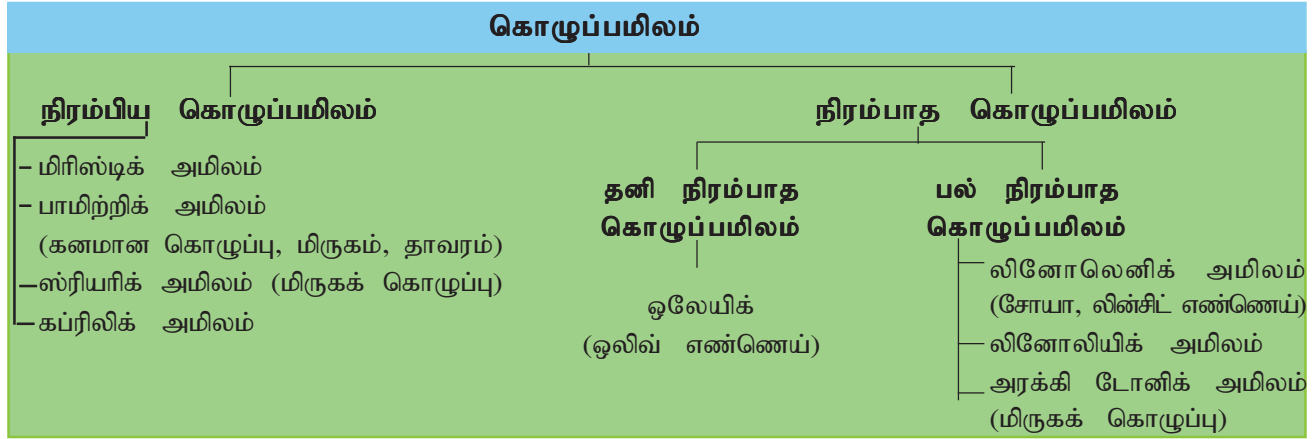 கொழுப்பமிலம்
நிரம்பிய கொழுப்பமிலம்
மிரிஸ்டிக் அமிலம்
பாமிற்றிக் அமிலம்
(கனமான கொழுப்பு, மிருகம், தாவரம்)
ஸ்ரியரிக் அமிலம் (மிருகக் கொழுப்பு)
கப்ரிலிக் அமிலம்
நிரம்பாத கொழுப்பமிலம்
தனி நிரம்பாத
கொழுப்பமிலம்
ஒலேயிக்
(ஒலிவ் எண்ணெய்)
பல் நிரம்பாத
கொழுப்பமிலம்
லினோலெனிக் அமிலம்
(சோயா, லின்சிட் எண்ணெய்)
லினோலியிக் அமிலம்
அரக்கி டோனிக் அமிலம்
(மிருகக் கொழுப்பு)